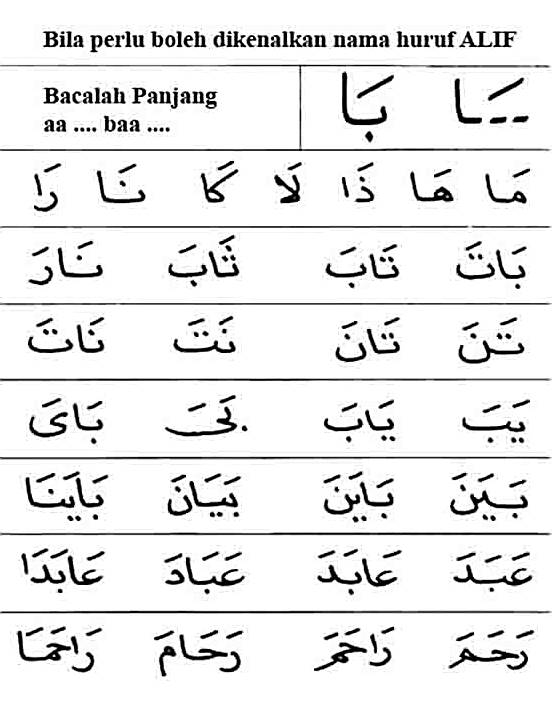 Bila perlu boleh dikenalkan nama huruf ALIF
Bacalah Panjang
aa .... baa ....
ـَـا بَا
مَا هَا ذَا لَا كَا نَا رَا
بَاتَ تَابَ ثَابَ نَارَ
تَنَ تَانَ نَتَ نَاتَ
يَبَ يَابَ بَيَ بَايَ
بَيَنَ بَايَنَ بَيَانَ بَايَنَا
عَبَدَ عَابَدَ عَبَادَ عَابَدَا
رَحَمَ رَاحَمَ رَحَامَ رَاحَمَا